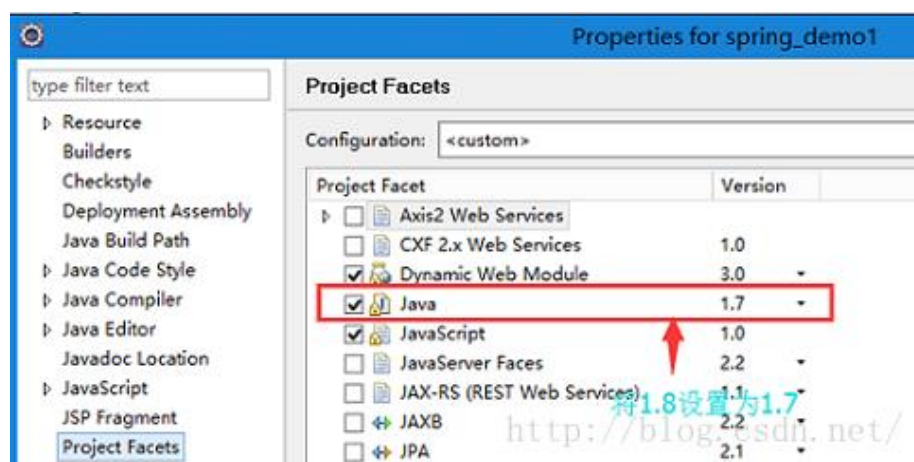 Properties for spring_demo1
type filter text
Resource
Builders
Checkstyle
Deployment Assembly
Java Build Path
Java Code Style
Java Compiler
Java Editor
Javadoc Location
JavaScript
JSP Fragment
Project Facets
Project Facets
Configuration: <custom>
Project Facet Version
Axis2 Web Services
CXF 2.x Web Services 1.0
Dynamic Web Module 3.0
Java 1.7
JavaScript 1.0
JavaServer Faces 2.2
JAX-RS (REST Web Services) 1.1
将1.8设置为1.7
JAXB 2.2
JPA 2.1
http://blog.csdn.net/